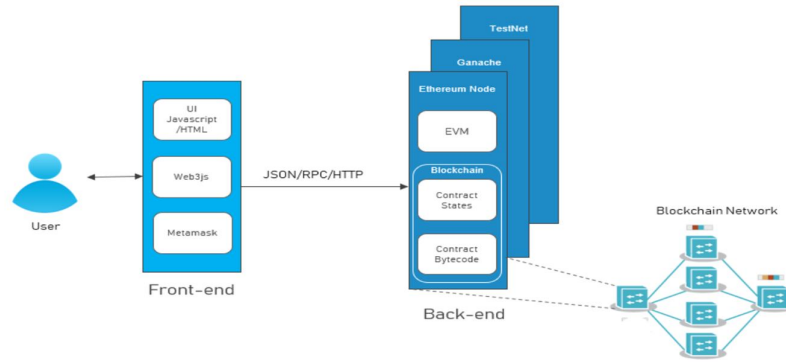 TestNet
Ganache
Ethereum Node
UI
Javascript
/HTML
EVM
JSON/RPC/HTTP
Blockchain
Web3js
Contract
States
User
Metamask
Blockchain Network
Contract
Bytecode
Front-end
Back-end